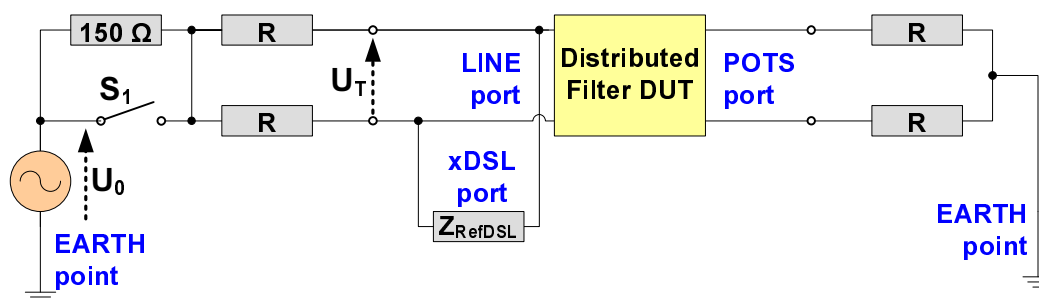 150 Ω
R
R
S1
U0
UT
LINE
port
Distributed
Filter DUT
POTS
port
R
R
xDSL
port
ZRefDSL
EARTH
point
EARTH
point